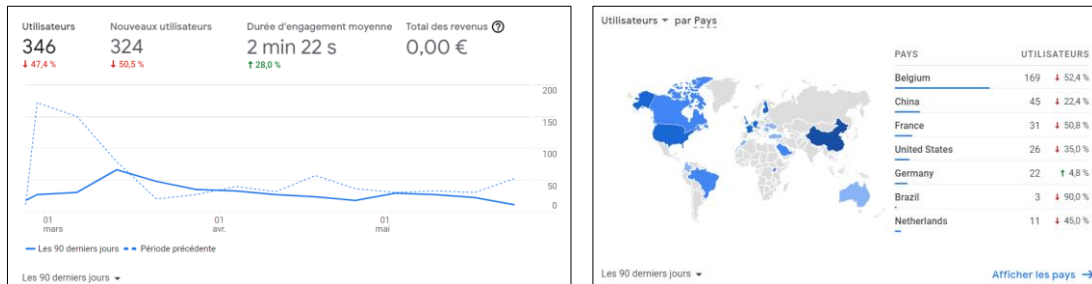 Utilisateurs Nouveaux utilisateurs Durée d'engagement moyenne Total des revenus ?
346 324 2 min 22 s 0,00 €
↓ 47,4 % ↓ 50,5 % ↑ 28,0 %
200
150
100
50
0
01 01 01
mars avr. mai
Les 90 derniers jours Période précédente
Les 90 derniers jours
Utilisateurs par Pays
PAYS UTILISATEURS
Belgium 169 ↓ 52,4 %
China 45 ↓ 22,4 %
France 31 ↓ 50,8 %
United States 26 ↓ 35,0 %
Germany 22 ↑ 4,8 %
Brazil 3 ↓ 90,0 %
Netherlands 11 ↓ 45,0 %
Les 90 derniers jours Afficher les pays →